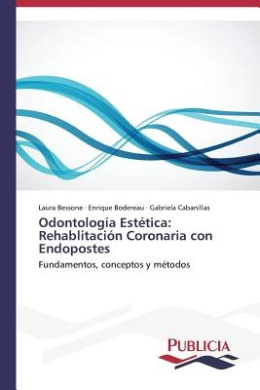 Laura Bessone · Enrique Bodereau · Gabriela Cabanillas
Odontología Estética:
Rehablitación Coronaria con
Endopostes
Fundamentos, conceptos y métodos
PUBLICIA